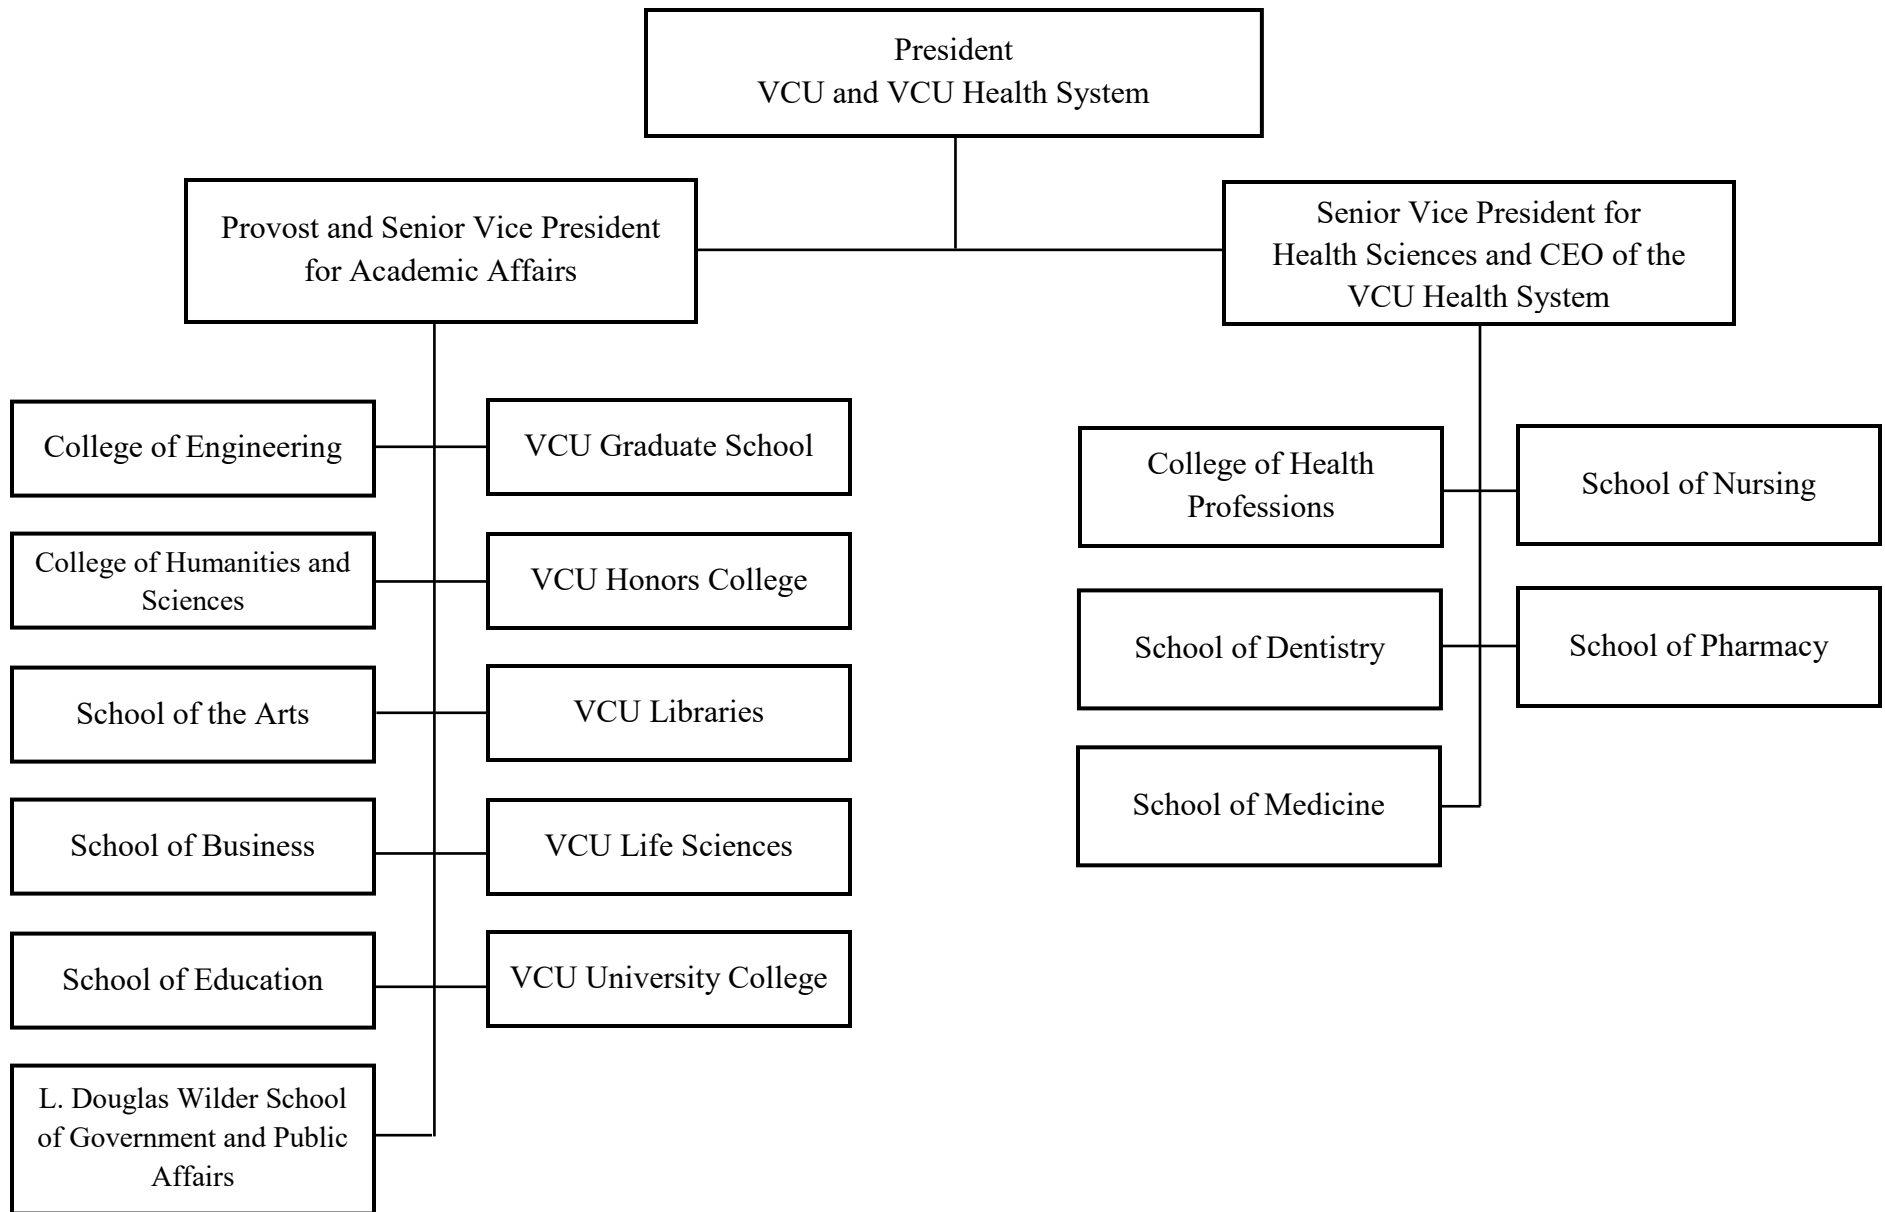 President
VCU and VCU Health System
Provost and Senior Vice President
for Academic Affairs
Senior Vice President for
Health Sciences and CEO of the
VCU Health System
College of Engineering
VCU Graduate School
College of Humanities and
Sciences
VCU Honors College
School of the Arts
VCU Libraries
School of Business
VCU Life Sciences
School of Education
VCU University College
L. Douglas Wilder School
of Government and Public
Affairs
College of Health
Professions
School of Nursing
School of Dentistry
School of Pharmacy
School of Medicine